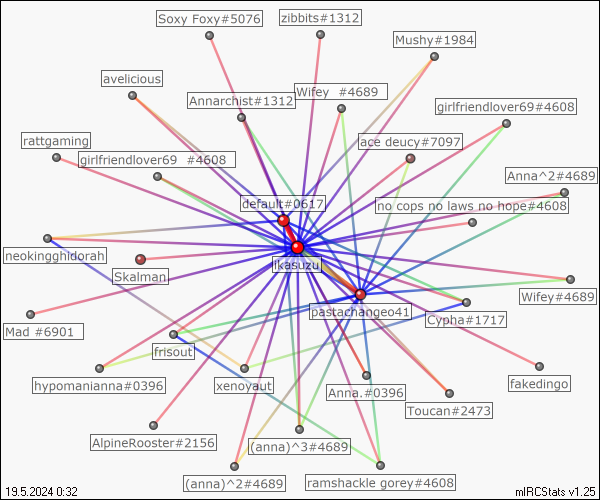 Soxy Foxy#5076
zibbits#1312
Mushy#1984
avelicious
Annarchist#1312
Wifey #4689
girlfriendlover69#4608
rattgaming
girlfriendlover69 #4608
ace deucy#7097
Anna^2#4689
default#0617
no cops no laws no hope#4608
neokingghidorah
Skalman
ikasuzu
Wifey#4689
Mad #6901
pastachangeo41
Cypha#1717
frisout
hypomanianna#0396
xenoyaut
Anna.#0396
fakedingo
Toucan#2473
AlpineRooster#2156
(anna)^3#4689
(anna)^2#4689
ramshackle gorey#4608
19.5.2024 0:32
mIRCStats v1.25